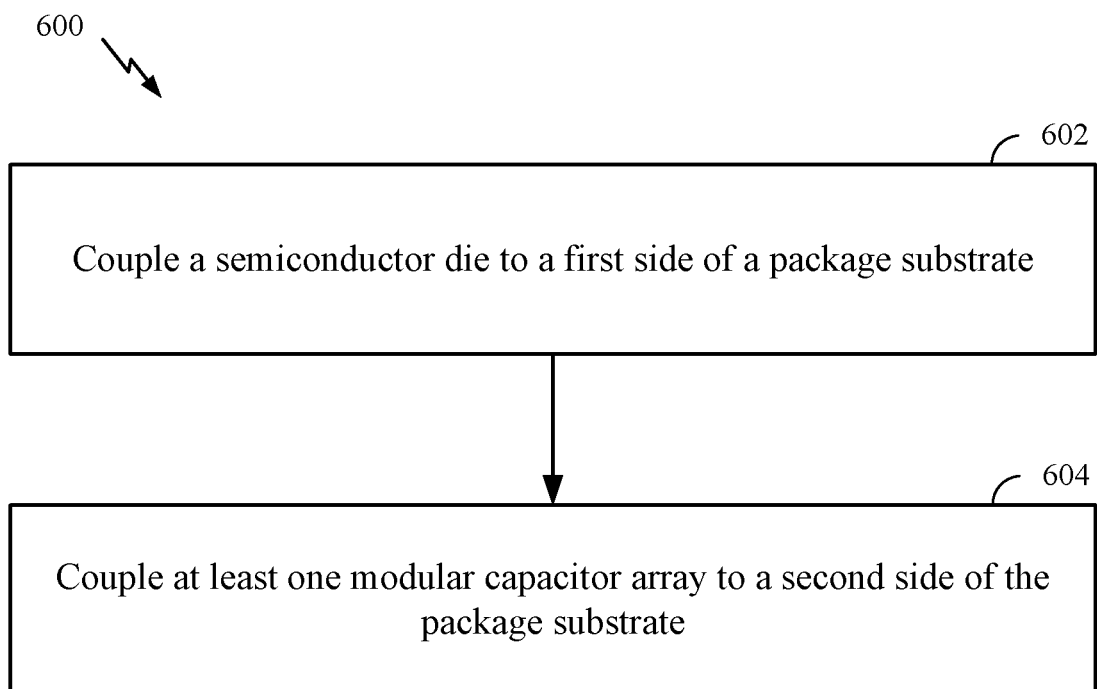 600
602
Couple a semiconductor die to a first side of a package substrate
604
Couple at least one modular capacitor array to a second side of the
package substrate